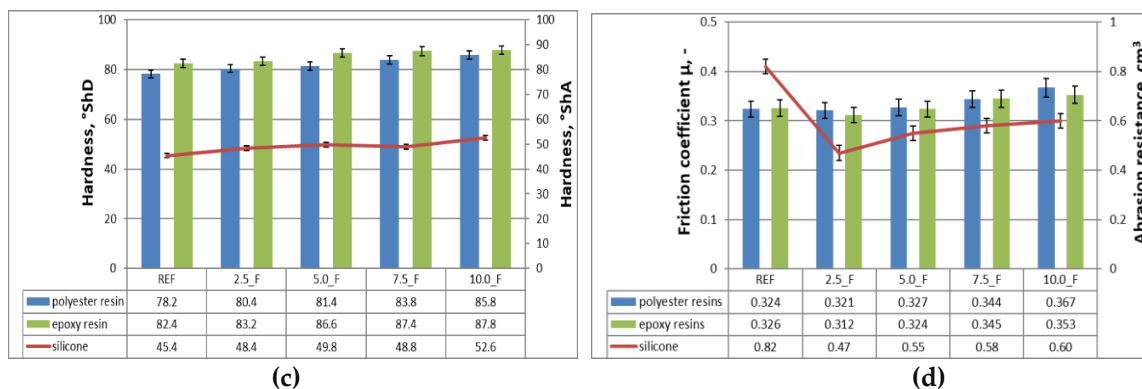 Hardness, °ShD
100
80
60
40
20
0
100
90
80
70
60
50
40
30
20
10
0
Hardness, °ShA
REF 2.5_F 5.0_F 7.5_F 10.0_F
polyester resin 78.2 80.4 81.4 83.8 85.8
epoxy resin 82.4 83.2 86.6 87.4 87.8
silicone 45.4 48.4 49.8 48.8 52.6
(c)
Friction coefficient μ, -
0.5
0.4
0.3
0.2
0.1
0
1
0.8
0.6
0.4
0.2
0
Abrasion resistance, cm³
REF 2.5_F 5.0_F 7.5_F 10.0_F
polyester resins 0.324 0.321 0.327 0.344 0.367
epoxy resins 0.326 0.312 0.324 0.345 0.353
silicone 0.82 0.47 0.55 0.58 0.60
(d)